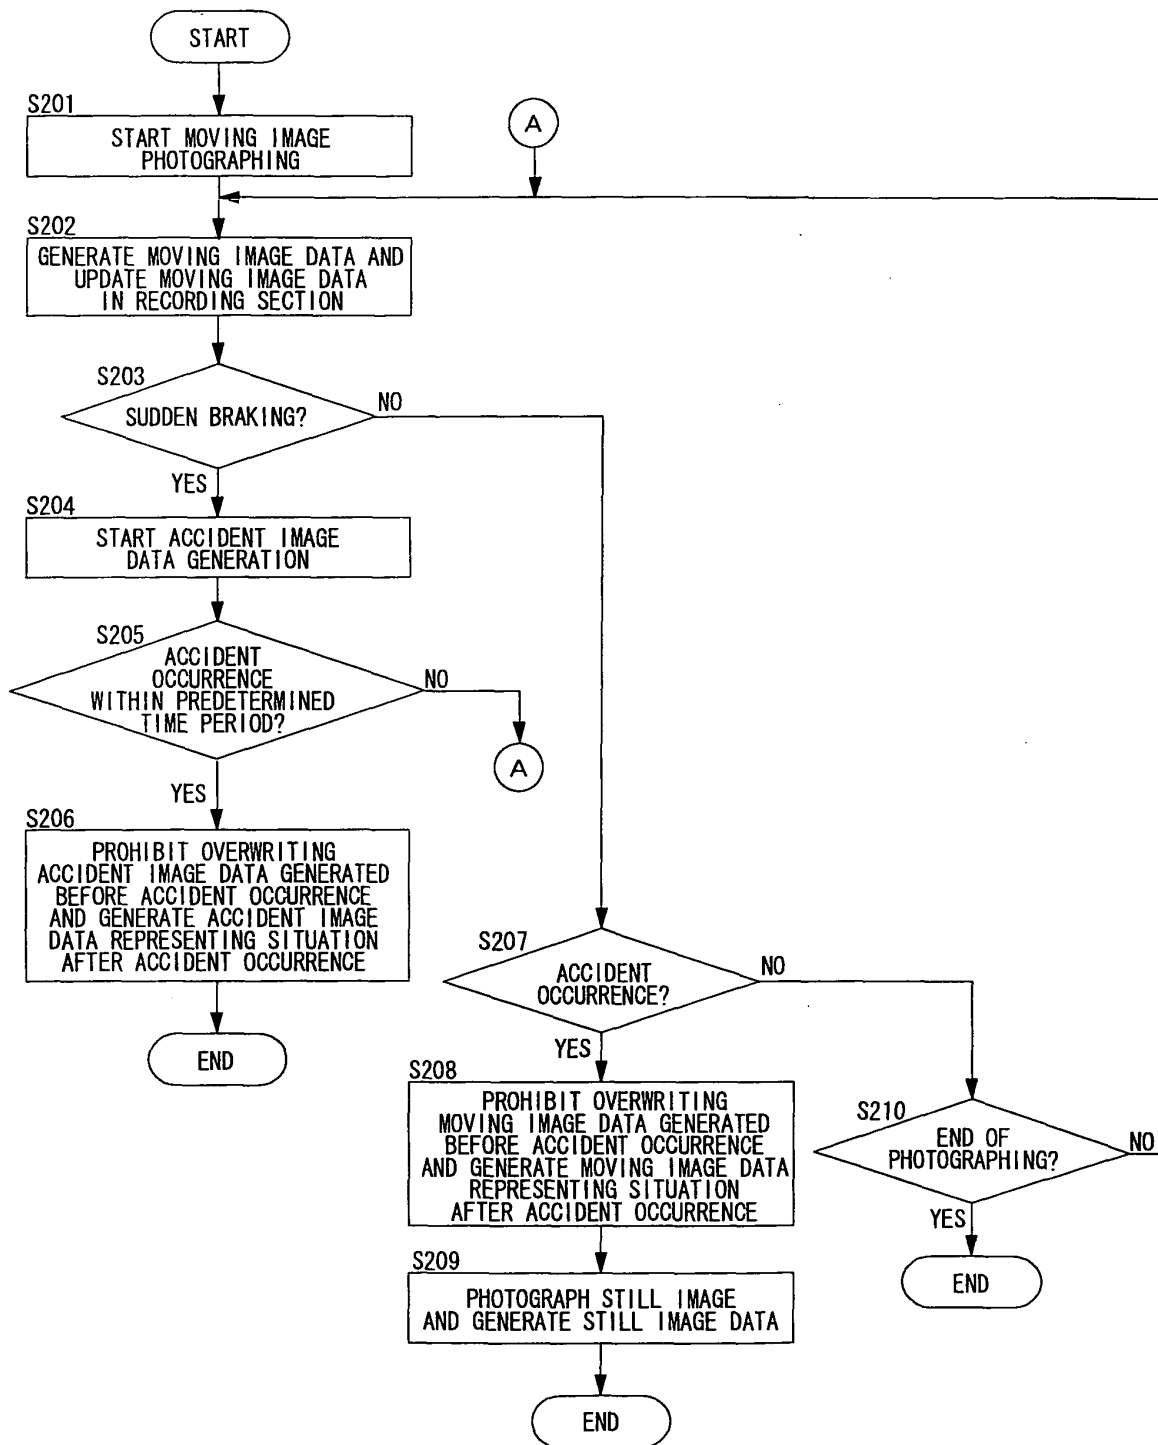 START
S201
START MOVING IMAGE
PHOTOGRAPHING
A
S202
GENERATE MOVING IMAGE DATA AND
UPDATE MOVING IMAGE DATA
IN RECORDING SECTION
S203
SUDDEN BRAKING?
NO
YES
S204
START ACCIDENT IMAGE
DATA GENERATION
S205
ACCIDENT
OCCURRENCE
WITHIN PREDETERMINED
TIME PERIOD?
NO
A
YES
S206
PROHIBIT OVERWRITING
ACCIDENT IMAGE DATA GENERATED
BEFORE ACCIDENT OCCURRENCE
AND GENERATE ACCIDENT IMAGE
DATA REPRESENTING SITUATION
AFTER ACCIDENT OCCURRENCE
END
S207
ACCIDENT
OCCURRENCE?
NO
YES
S208
PROHIBIT OVERWRITING
MOVING IMAGE DATA GENERATED
BEFORE ACCIDENT OCCURRENCE
AND GENERATE MOVING IMAGE DATA
REPRESENTING SITUATION
AFTER ACCIDENT OCCURRENCE
S209
PHOTOGRAPH STILL IMAGE
AND GENERATE STILL IMAGE DATA
END
S210
END OF
PHOTOGRAPHING?
NO
YES
END